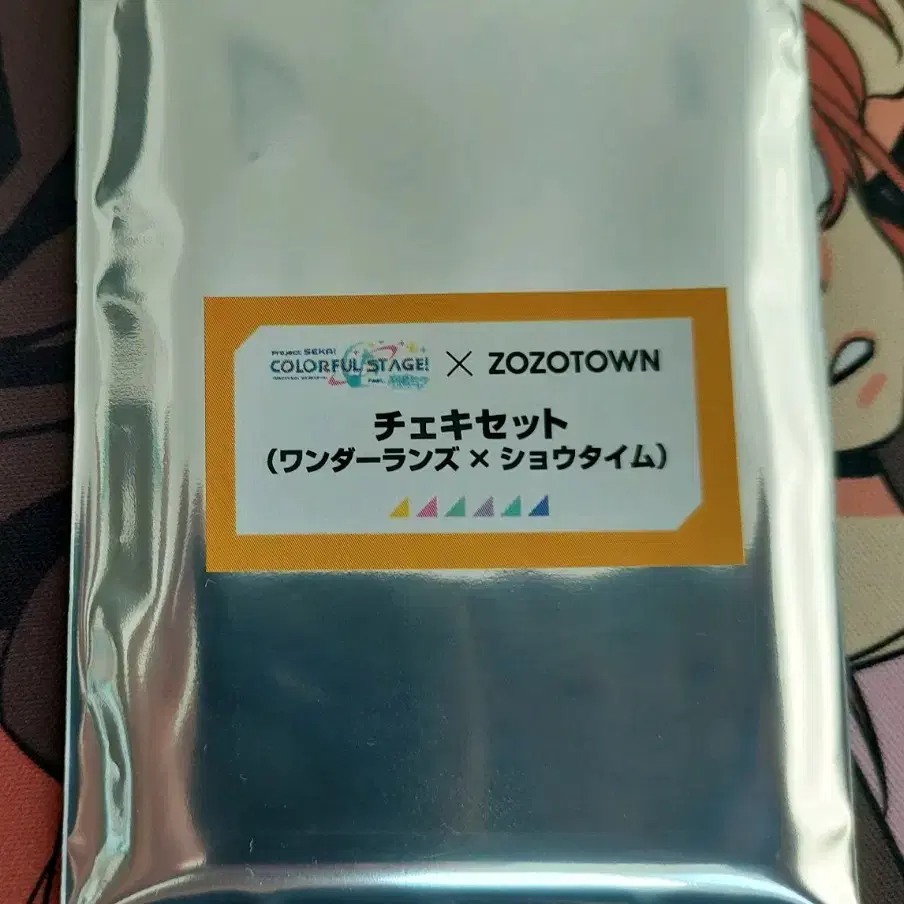 Project SEKAI
COLORFUL STAGE! × ZOZOTOWN
feat.
チェキセット
(ワンダーランズ × ショウタイム)